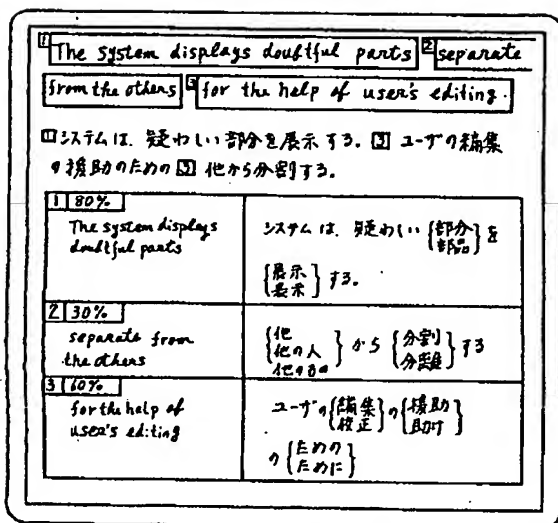 1 The system displays doubtful parts 2 separate
from the others 3 for the help of user's editing.
1 システムは、疑わしい部分を展示する。 3 ユーザの編集
の援助のための 3 他から分割する。
1 80%
The system displays
doubtful parts
システムは、疑わしい {部分 部品} を
{展示 表示} する。
2 30%
separate from
the others
{他 他の人 他のもの} から {分割 分離} する
3 60%
for the help of
user's editing
ユーザの {編集 校正} の {援助 助け}
の {ための ために}